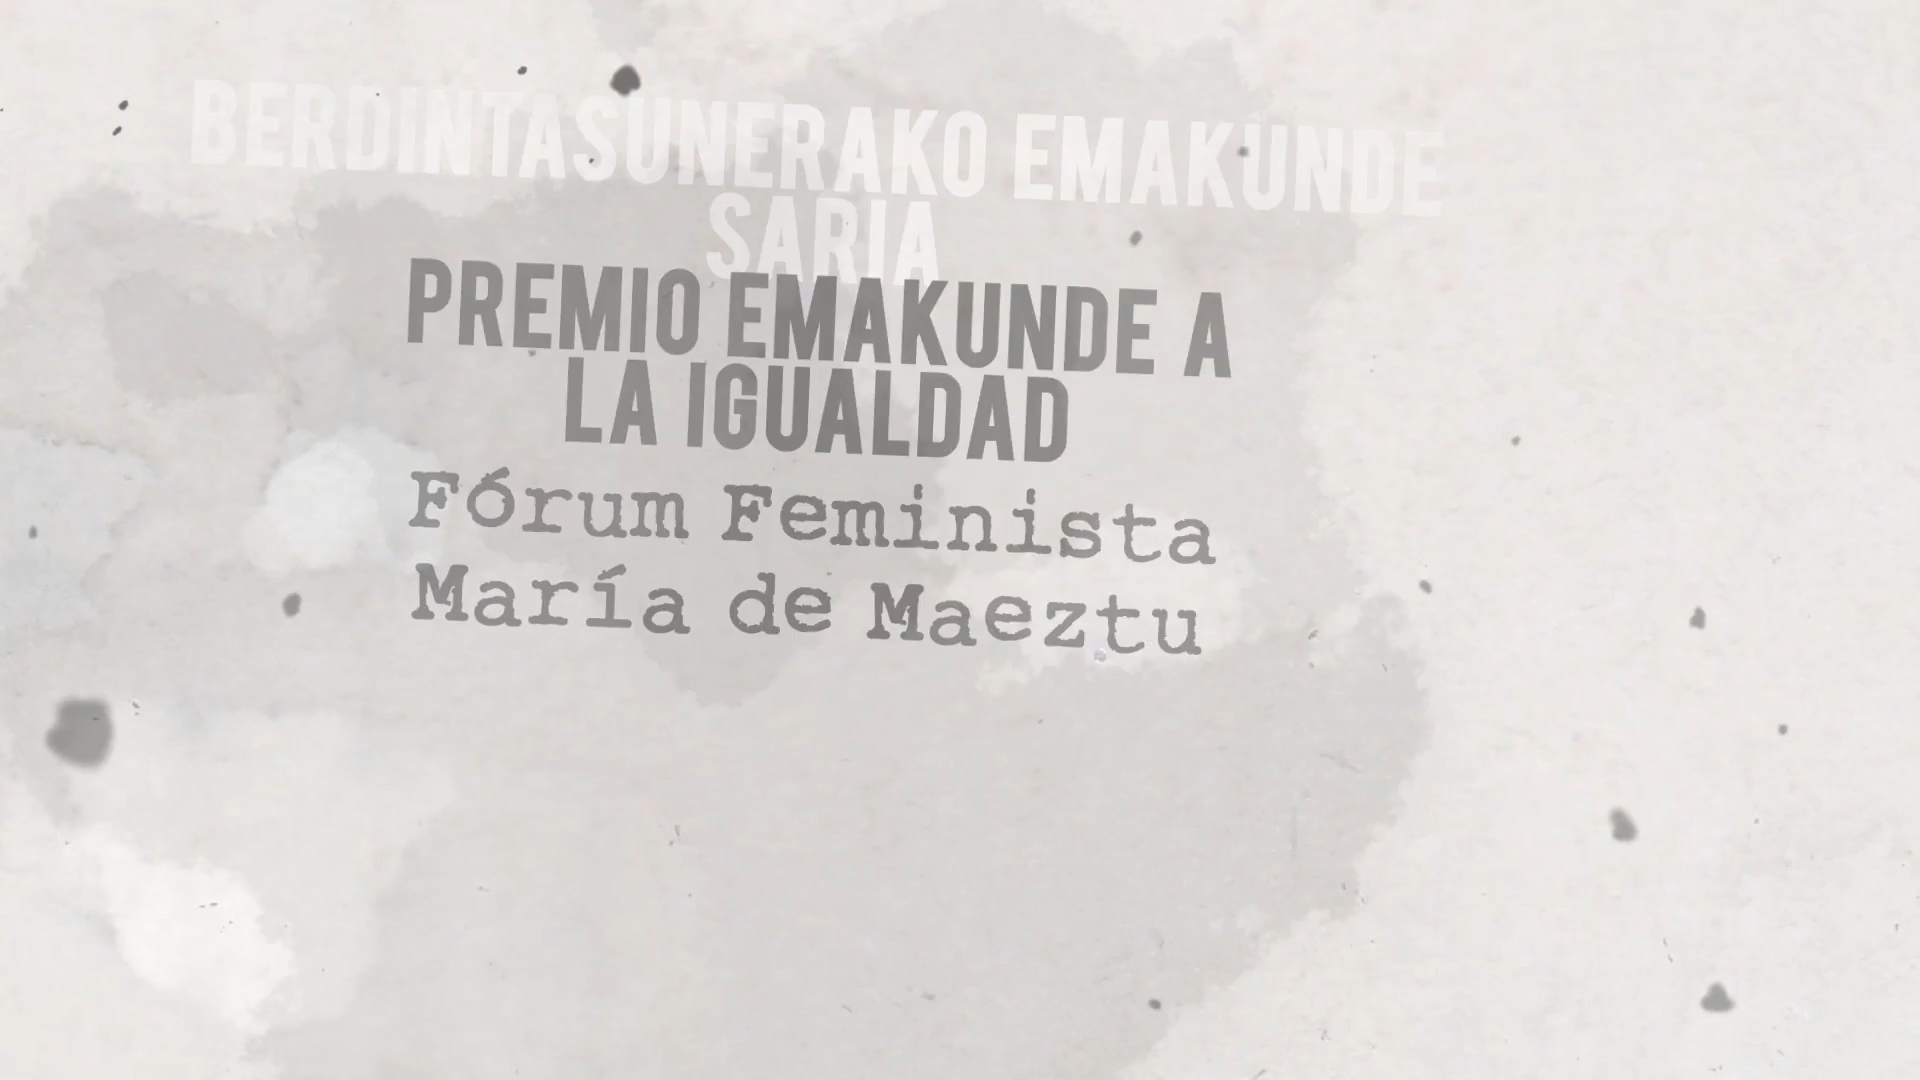 BERDINTASUNERAKO EMAKUNDE
SARIA
PREMIO EMAKUNDE A
LA IGUALDAD
Fórum Feminista
María de Maeztu